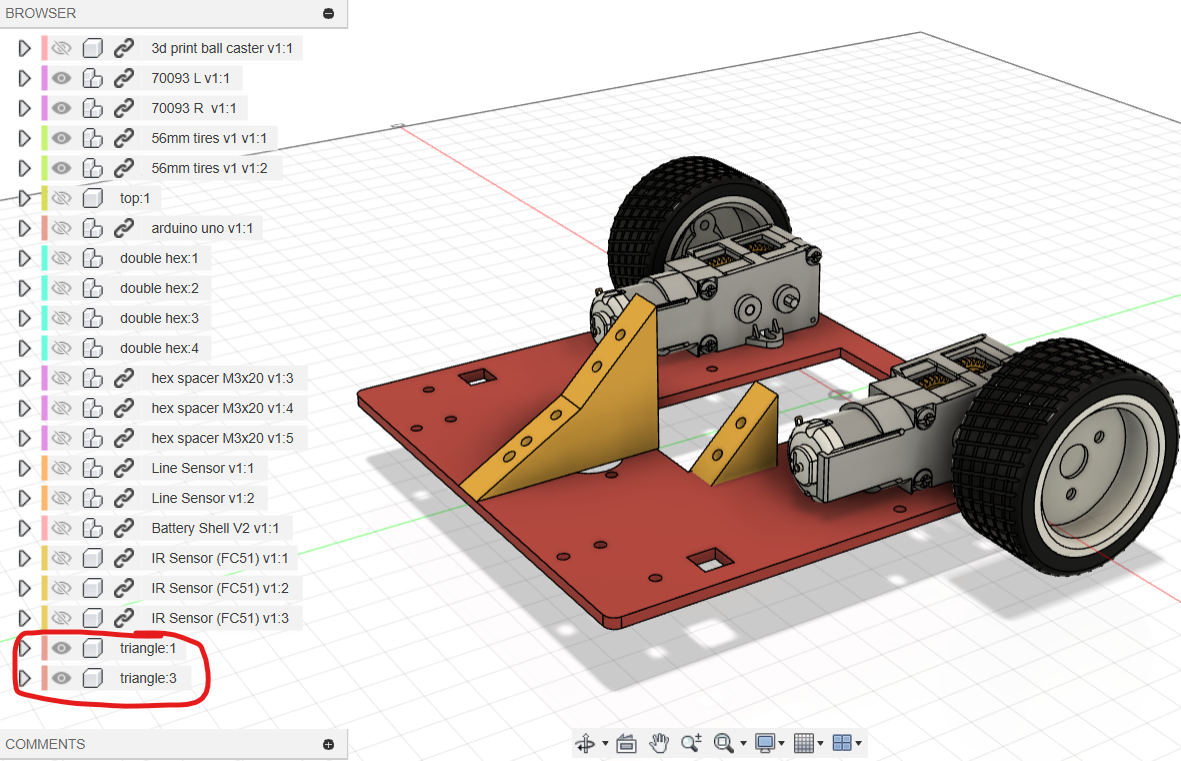 BROWSER
3d print ball caster v1:1
70093 L v1:1
70093 R  v1:1
56mm tires v1 v1:1
56mm tires v1 v1:2
top:1
arduino uno v1:1
double hex:1
double hex:2
double hex:3
double hex:4
hex spacer M3x20 v1:3
hex spacer M3x20 v1:4
hex spacer M3x20 v1:5
Line Sensor v1:1
Line Sensor v1:2
Battery Shell V2 v1:1
IR Sensor (FC51) v1:1
IR Sensor (FC51) v1:2
IR Sensor (FC51) v1:3
triangle:1
triangle:3
COMMENTS